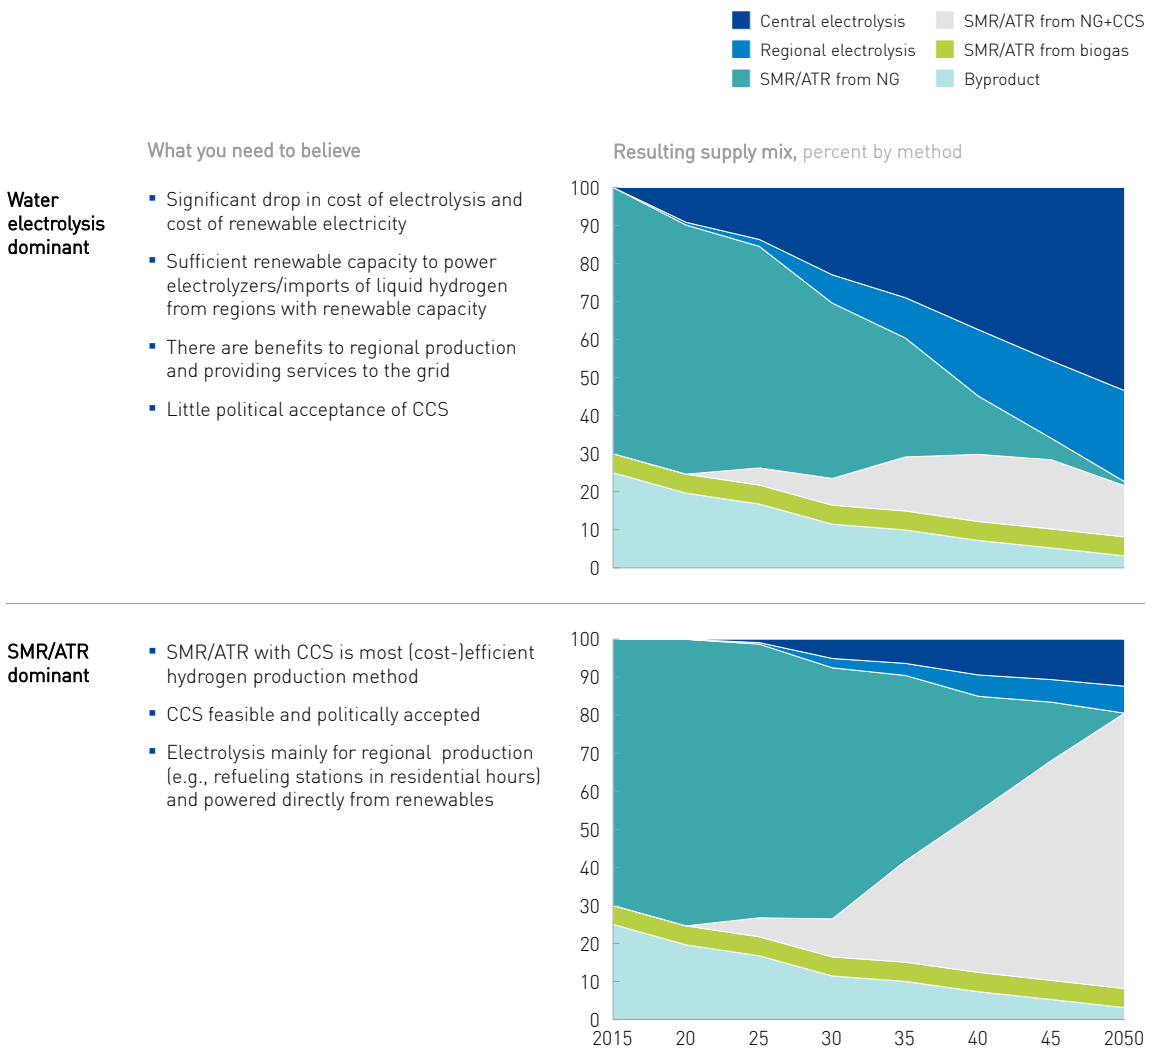 Central electrolysis
Regional electrolysis
SMR/ATR from NG
SMR/ATR from NG+CCS
SMR/ATR from biogas
Byproduct
What you need to believe
Resulting supply mix, percent by method
Water
electrolysis
dominant
▪ Significant drop in cost of electrolysis and
cost of renewable electricity
▪ Sufficient renewable capacity to power
electrolyzers/imports of liquid hydrogen
from regions with renewable capacity
▪ There are benefits to regional production
and providing services to the grid
▪ Little political acceptance of CCS
100
90
80
70
60
50
40
30
20
10
0
SMR/ATR
dominant
▪ SMR/ATR with CCS is most (cost-)efficient
hydrogen production method
▪ CCS feasible and politically accepted
▪ Electrolysis mainly for regional production
(e.g., refueling stations in residential hours)
and powered directly from renewables
100
90
80
70
60
50
40
30
20
10
0
2015 20 25 30 35 40 45 2050